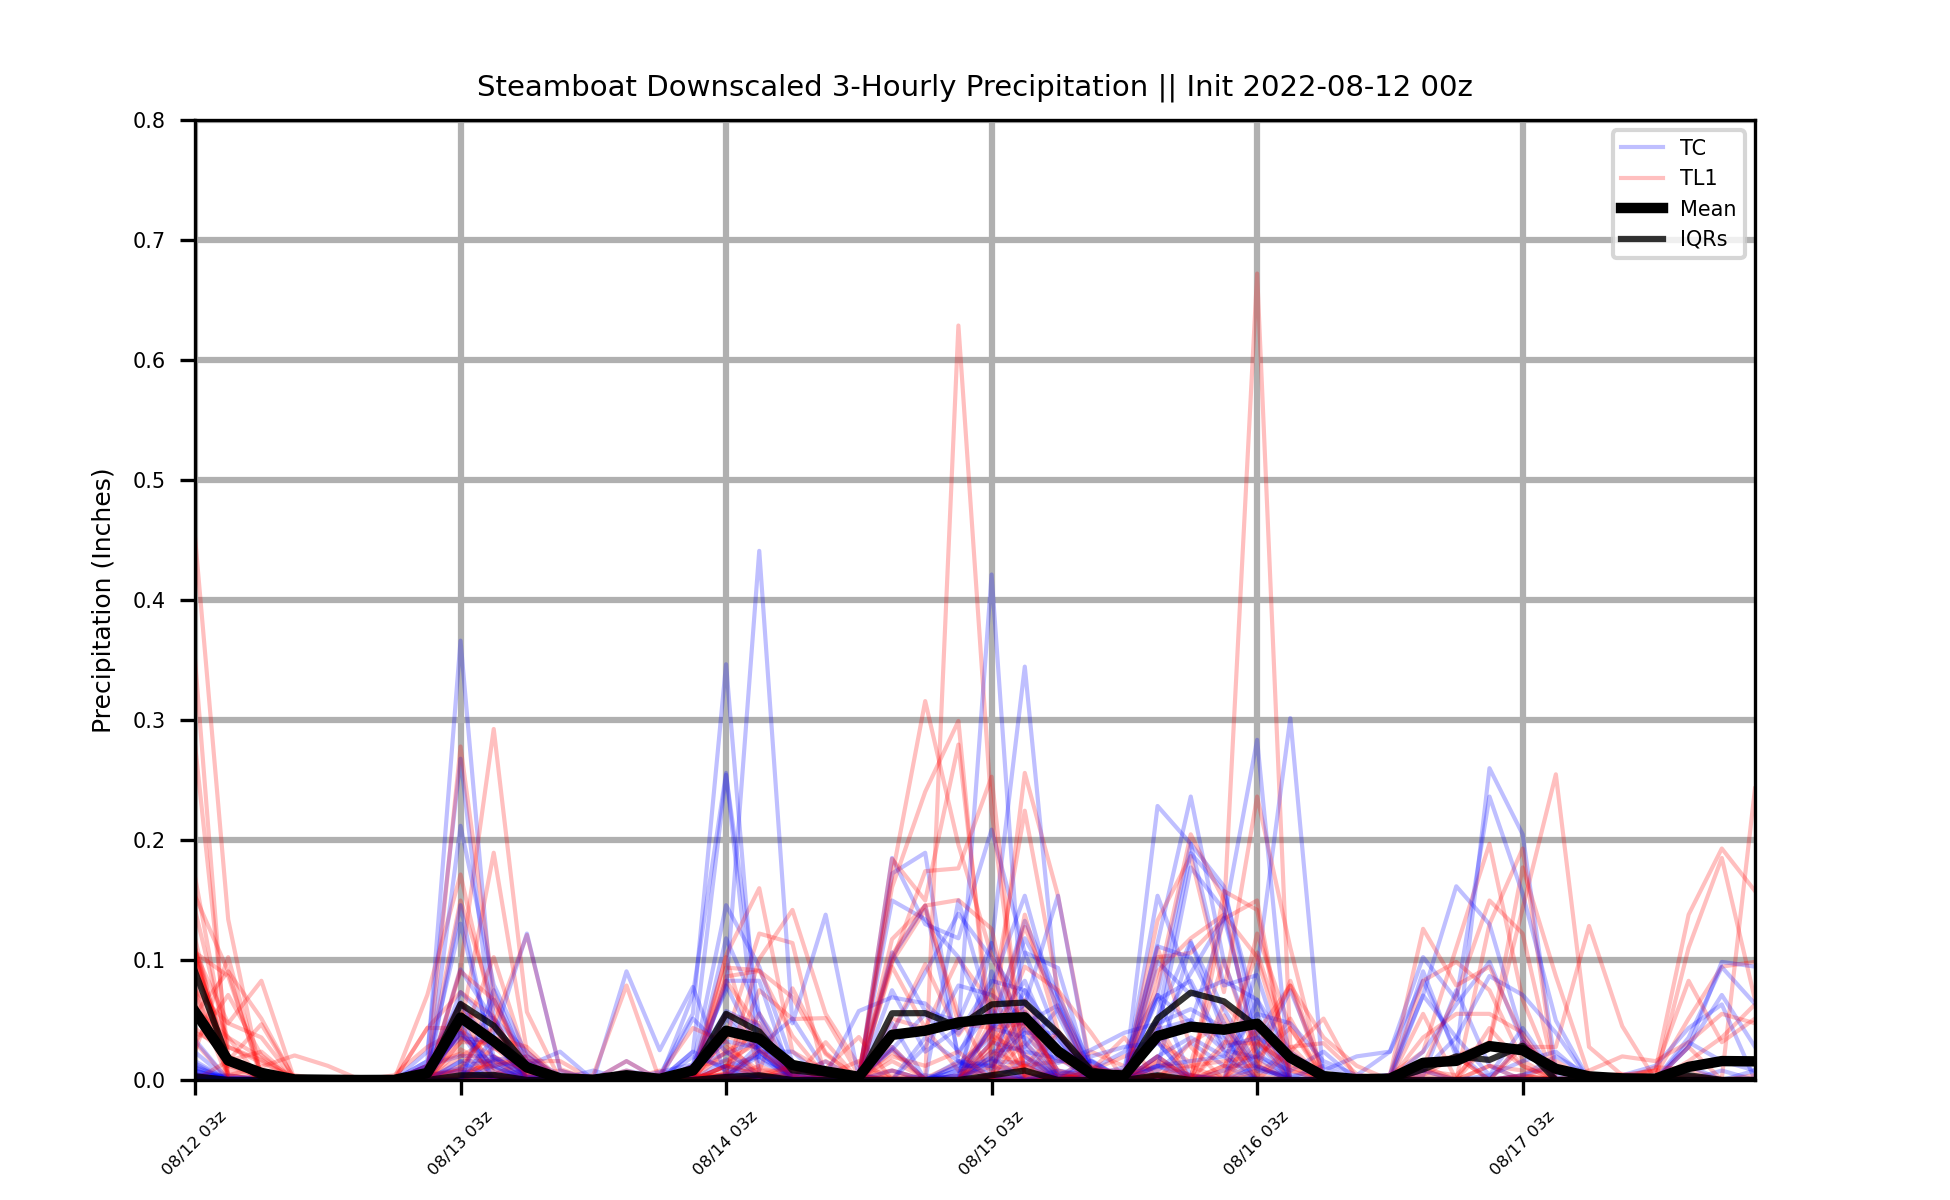 Steamboat Downscaled 3-Hourly Precipitation || Init 2022-08-12 00z
Precipitation (Inches)
0.8
0.7
0.6
0.5
0.4
0.3
0.2
0.1
0.0
TC
TL1
Mean
IQRs
08/12 03z
08/13 03z
08/14 03z
08/15 03z
08/16 03z
08/17 03z